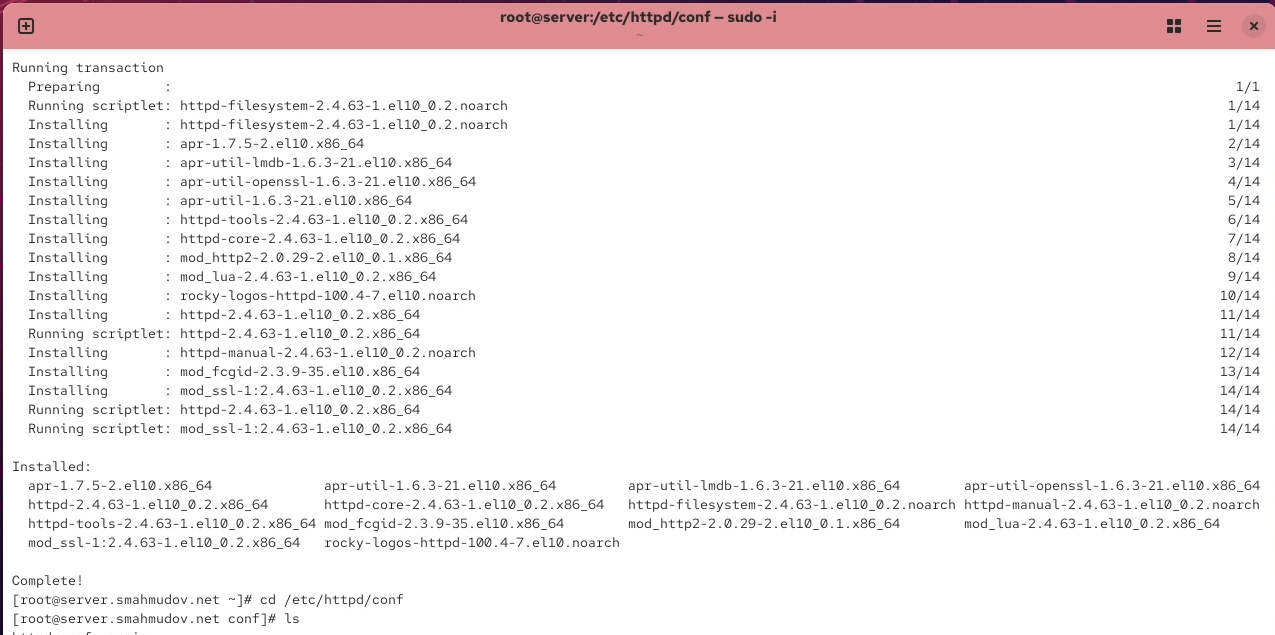 root@server:/etc/httpd/conf — sudo -i
~
Running transaction
  Preparing        :                                                                                                                                     1/1
  Running scriptlet: httpd-filesystem-2.4.63-1.el10_0.2.noarch                                                                                          1/14
  Installing       : httpd-filesystem-2.4.63-1.el10_0.2.noarch                                                                                          1/14
  Installing       : apr-1.7.5-2.el10.x86_64                                                                                                            2/14
  Installing       : apr-util-lmdb-1.6.3-21.el10.x86_64                                                                                                 3/14
  Installing       : apr-util-openssl-1.6.3-21.el10.x86_64                                                                                              4/14
  Installing       : apr-util-1.6.3-21.el10.x86_64                                                                                                      5/14
  Installing       : httpd-tools-2.4.63-1.el10_0.2.x86_64                                                                                               6/14
  Installing       : httpd-core-2.4.63-1.el10_0.2.x86_64                                                                                                7/14
  Installing       : mod_http2-2.0.29-2.el10_0.1.x86_64                                                                                                 8/14
  Installing       : mod_lua-2.4.63-1.el10_0.2.x86_64                                                                                                   9/14
  Installing       : rocky-logos-httpd-100.4-7.el10.noarch                                                                                             10/14
  Installing       : httpd-2.4.63-1.el10_0.2.x86_64                                                                                                    11/14
  Running scriptlet: httpd-2.4.63-1.el10_0.2.x86_64                                                                                                    11/14
  Installing       : httpd-manual-2.4.63-1.el10_0.2.noarch                                                                                             12/14
  Installing       : mod_fcgid-2.3.9-35.el10.x86_64                                                                                                    13/14
  Installing       : mod_ssl-1:2.4.63-1.el10_0.2.x86_64                                                                                                14/14
  Running scriptlet: httpd-2.4.63-1.el10_0.2.x86_64                                                                                                    14/14
  Running scriptlet: mod_ssl-1:2.4.63-1.el10_0.2.x86_64                                                                                                14/14
Installed:
  apr-1.7.5-2.el10.x86_64              apr-util-1.6.3-21.el10.x86_64         apr-util-lmdb-1.6.3-21.el10.x86_64        apr-util-openssl-1.6.3-21.el10.x86_64
  httpd-2.4.63-1.el10_0.2.x86_64       httpd-core-2.4.63-1.el10_0.2.x86_64   httpd-filesystem-2.4.63-1.el10_0.2.noarch httpd-manual-2.4.63-1.el10_0.2.noarch
  httpd-tools-2.4.63-1.el10_0.2.x86_64 mod_fcgid-2.3.9-35.el10.x86_64        mod_http2-2.0.29-2.el10_0.1.x86_64        mod_lua-2.4.63-1.el10_0.2.x86_64
  mod_ssl-1:2.4.63-1.el10_0.2.x86_64   rocky-logos-httpd-100.4-7.el10.noarch
Complete!
[root@server.smahmudov.net ~]# cd /etc/httpd/conf
[root@server.smahmudov.net conf]# ls